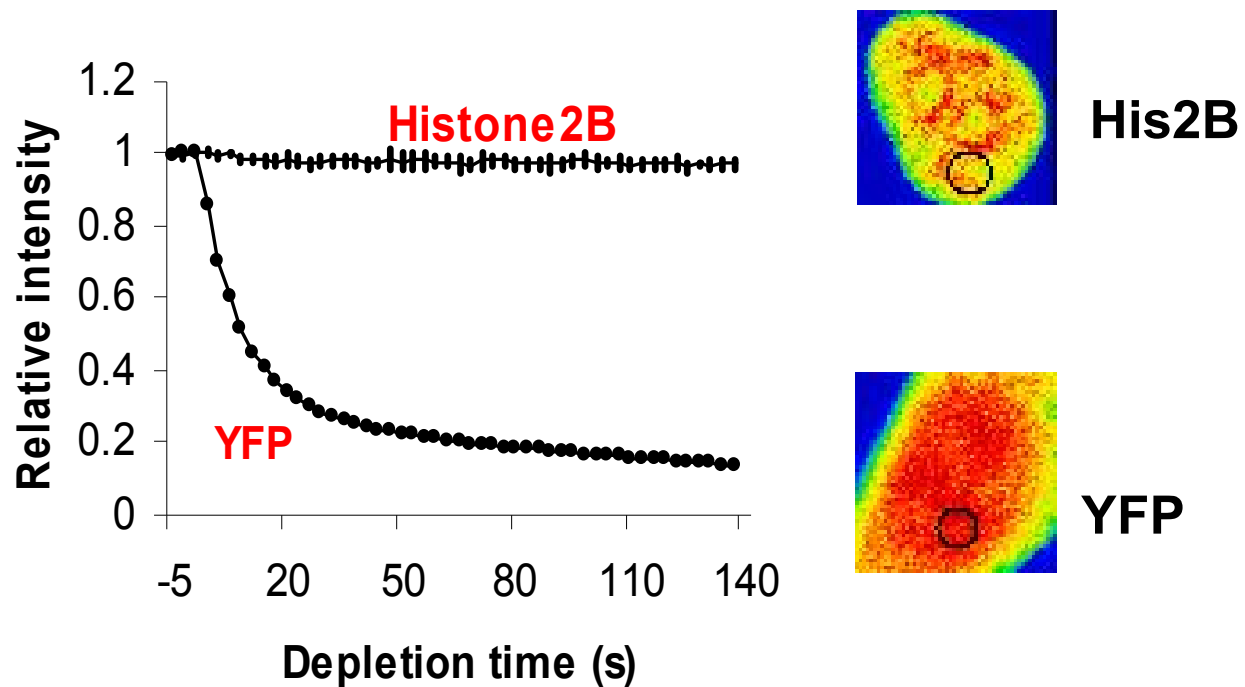 1.2
1
0.8
0.6
0.4
0.2
0
-5 20 50 80 110 140
Relative intensity
Depletion time (s)
Histone2B
YFP
His2B
YFP